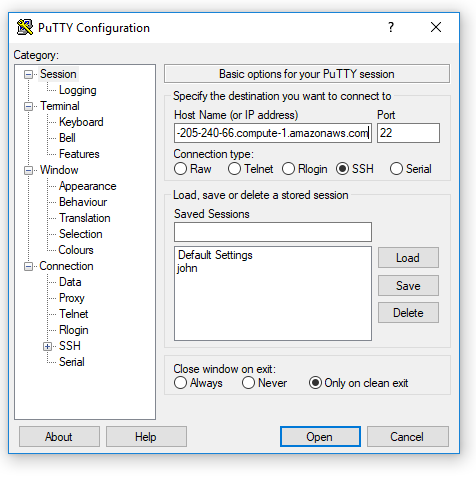 PuTTY Configuration
Category:
Session
Logging
Terminal
Keyboard
Bell
Features
Window
Appearance
Behaviour
Translation
Selection
Colours
Connection
Data
Proxy
Telnet
Rlogin
SSH
Serial
Basic options for your PuTTY session
Specify the destination you want to connect to
Host Name (or IP address) Port
-205-240-66.compute-1.amazonaws.com 22
Connection type:
Raw Telnet Rlogin SSH Serial
Load, save or delete a stored session
Saved Sessions
Default Settings
john
Load
Save
Delete
Close window on exit:
Always Never Only on clean exit
About Help Open Cancel